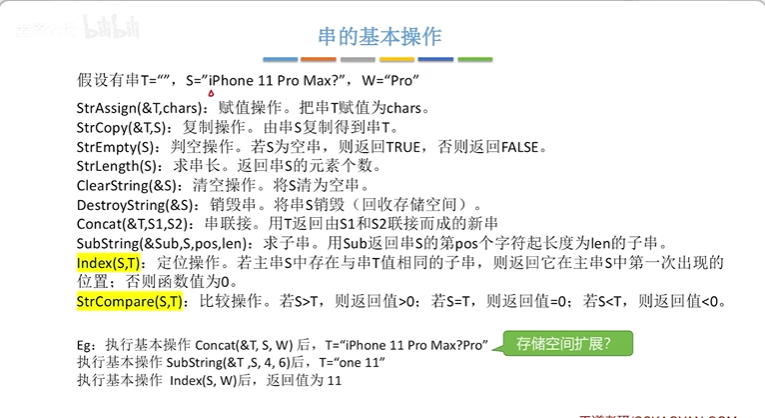 bilibili
串的基本操作
假设有串T=“”，S=”iPhone 11 Pro Max?”，W=“Pro”
StrAssign(&T,chars)：赋值操作。把串T赋值为chars。
StrCopy(&T,S)：复制操作。由串S复制得到串T。
StrEmpty(S)：判空操作。若S为空串，则返回TRUE，否则返回FALSE。
StrLength(S)：求串长。返回串S的元素个数。
ClearString(&S)：清空操作。将S清为空串。
DestroyString(&S)：销毁串。将串S销毁（回收存储空间）。
Concat(&T,S1,S2)：串联接。用T返回由S1和S2联接而成的新串
SubString(&Sub,S,pos,len)：求子串。用Sub返回串S的第pos个字符起长度为len的子串。
Index(S,T)：定位操作。若主串S中存在与串T值相同的子串，则返回它在主串S中第一次出现的
位置；否则函数值为0。
StrCompare(S,T)：比较操作。若S>T，则返回值>0；若S=T，则返回值=0；若S<T，则返回值<0。
Eg：执行基本操作 Concat(&T, S, W) 后，T=“iPhone 11 Pro Max?Pro”
存储空间扩展？
执行基本操作 SubString(&T ,S, 4, 6)后，T=“one 11”
执行基本操作 Index(S, W)后，返回值为 11